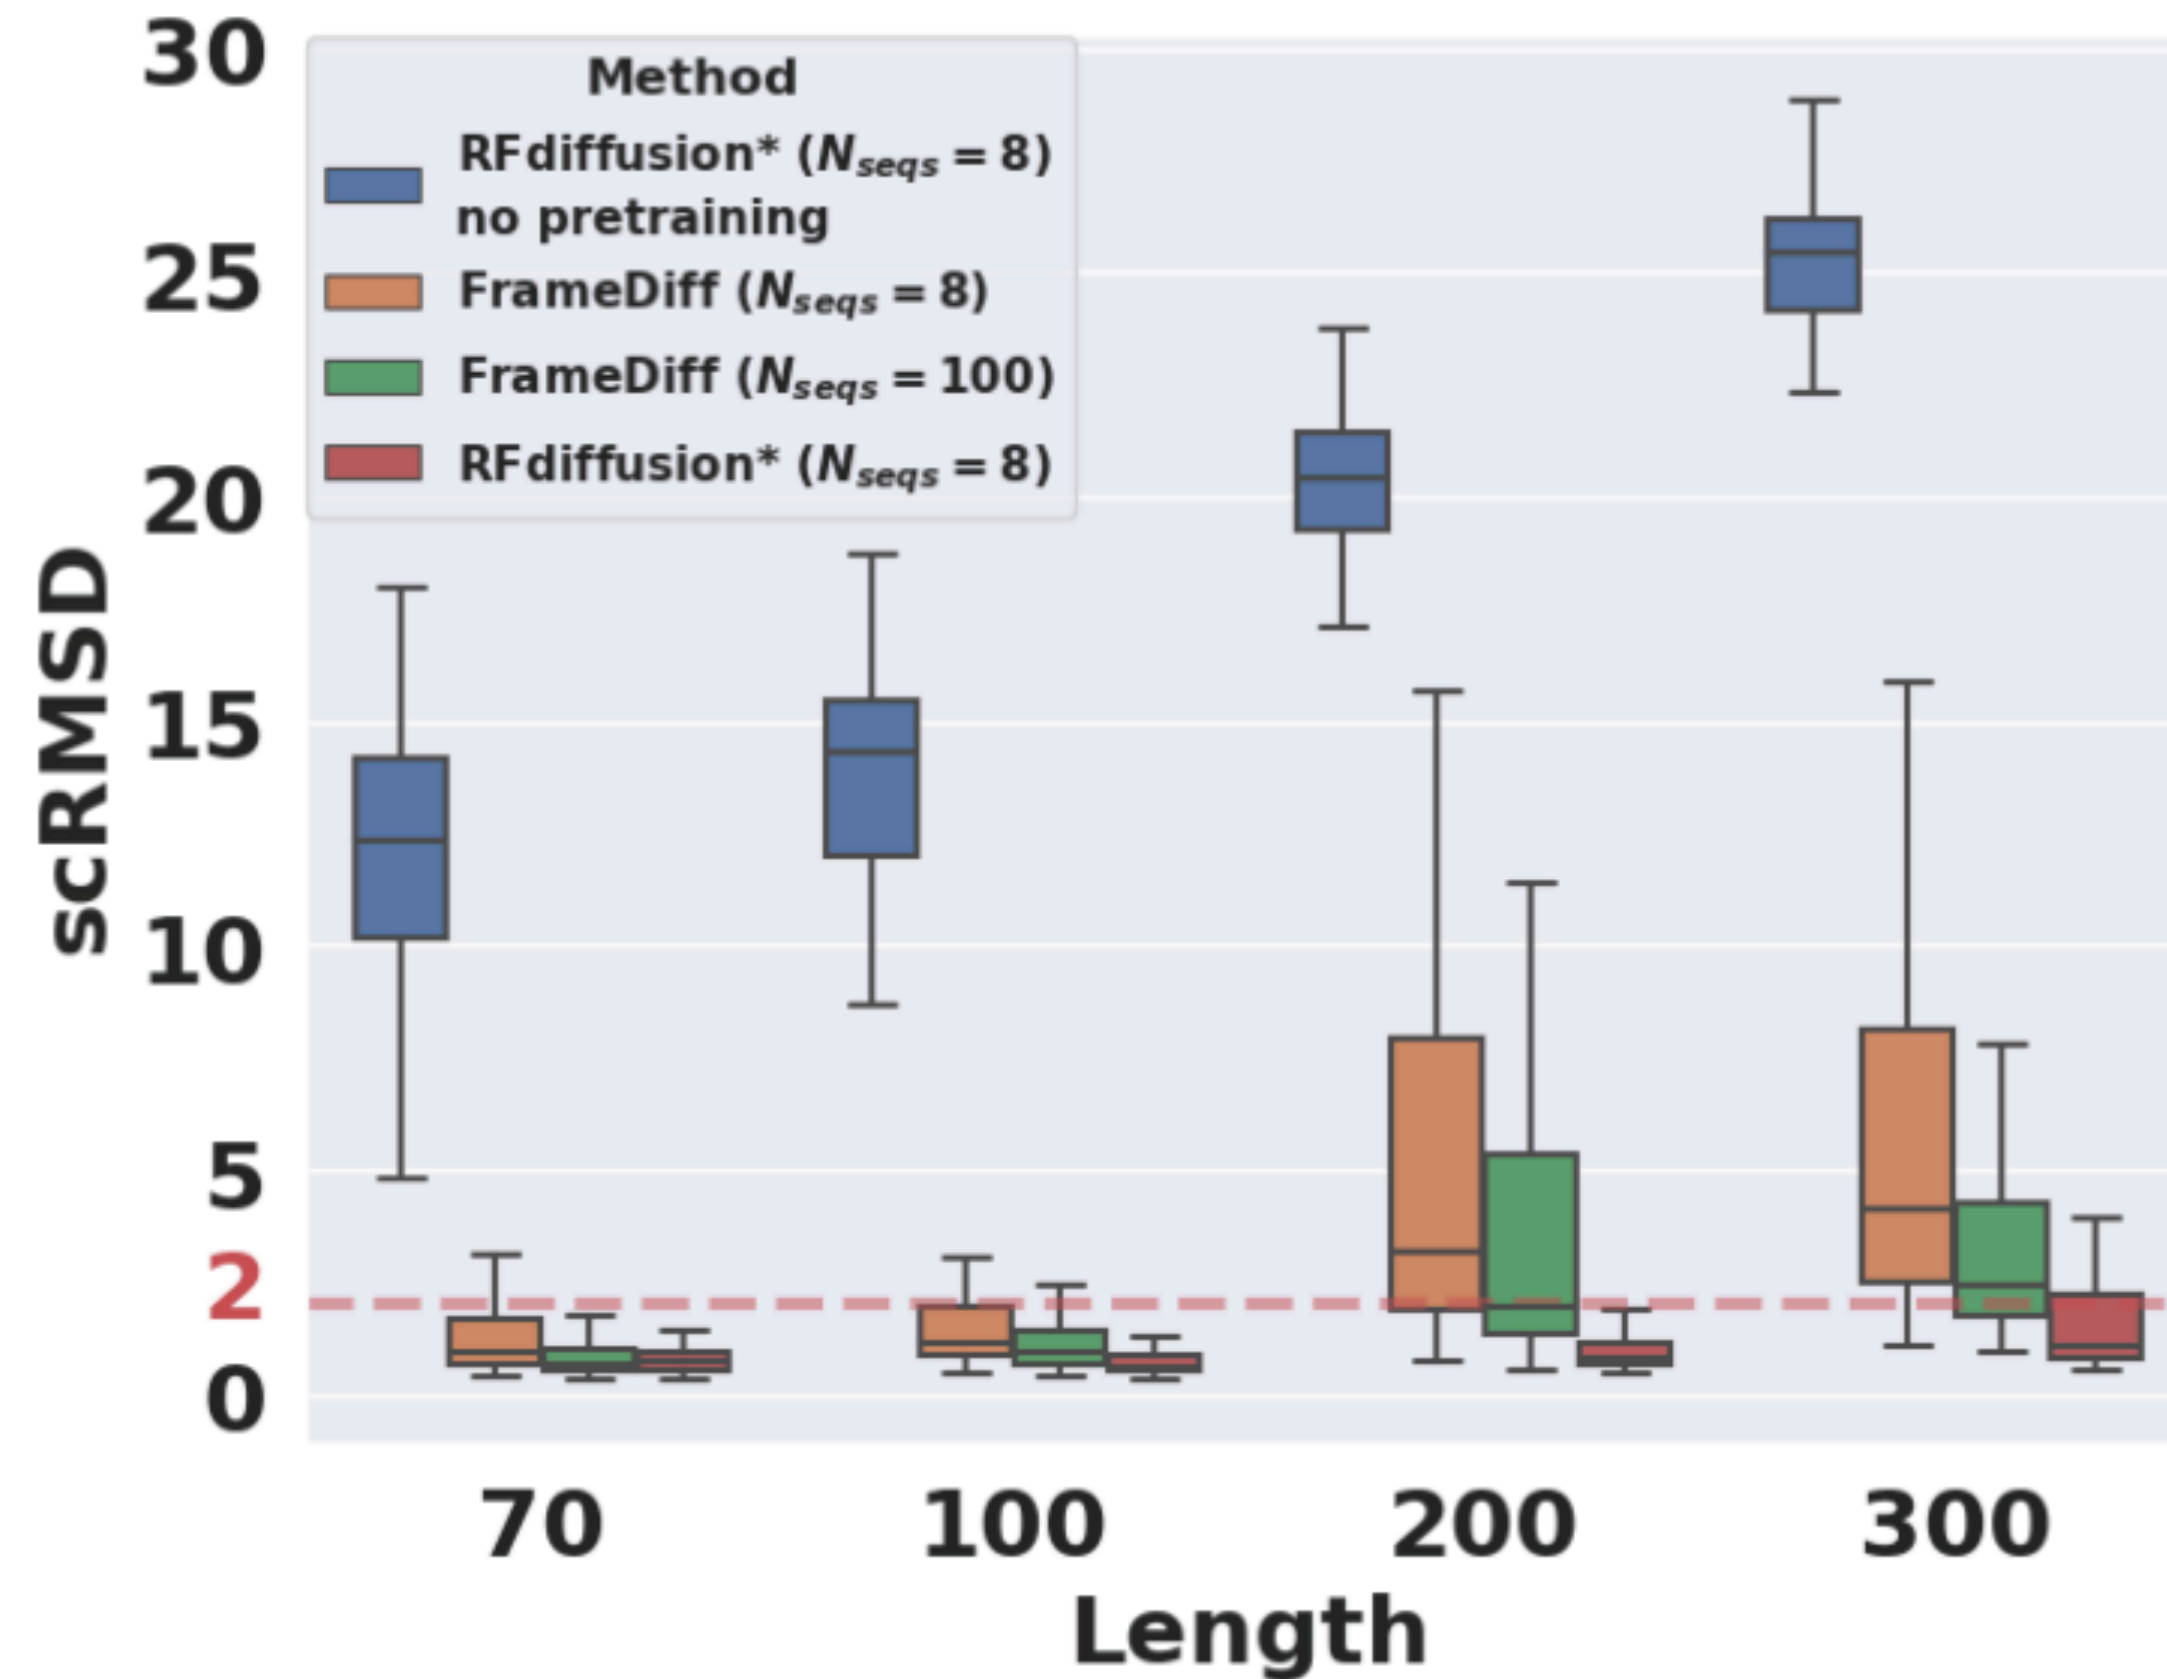 30
25
20
15
10
5
2
0
scRMSD
Method
RFdiffusion* (Nseqs = 8)
no pretraining
FrameDiff (Nseqs = 8)
FrameDiff (Nseqs = 100)
RFdiffusion* (Nseqs = 8)
70 100 200 300
Length